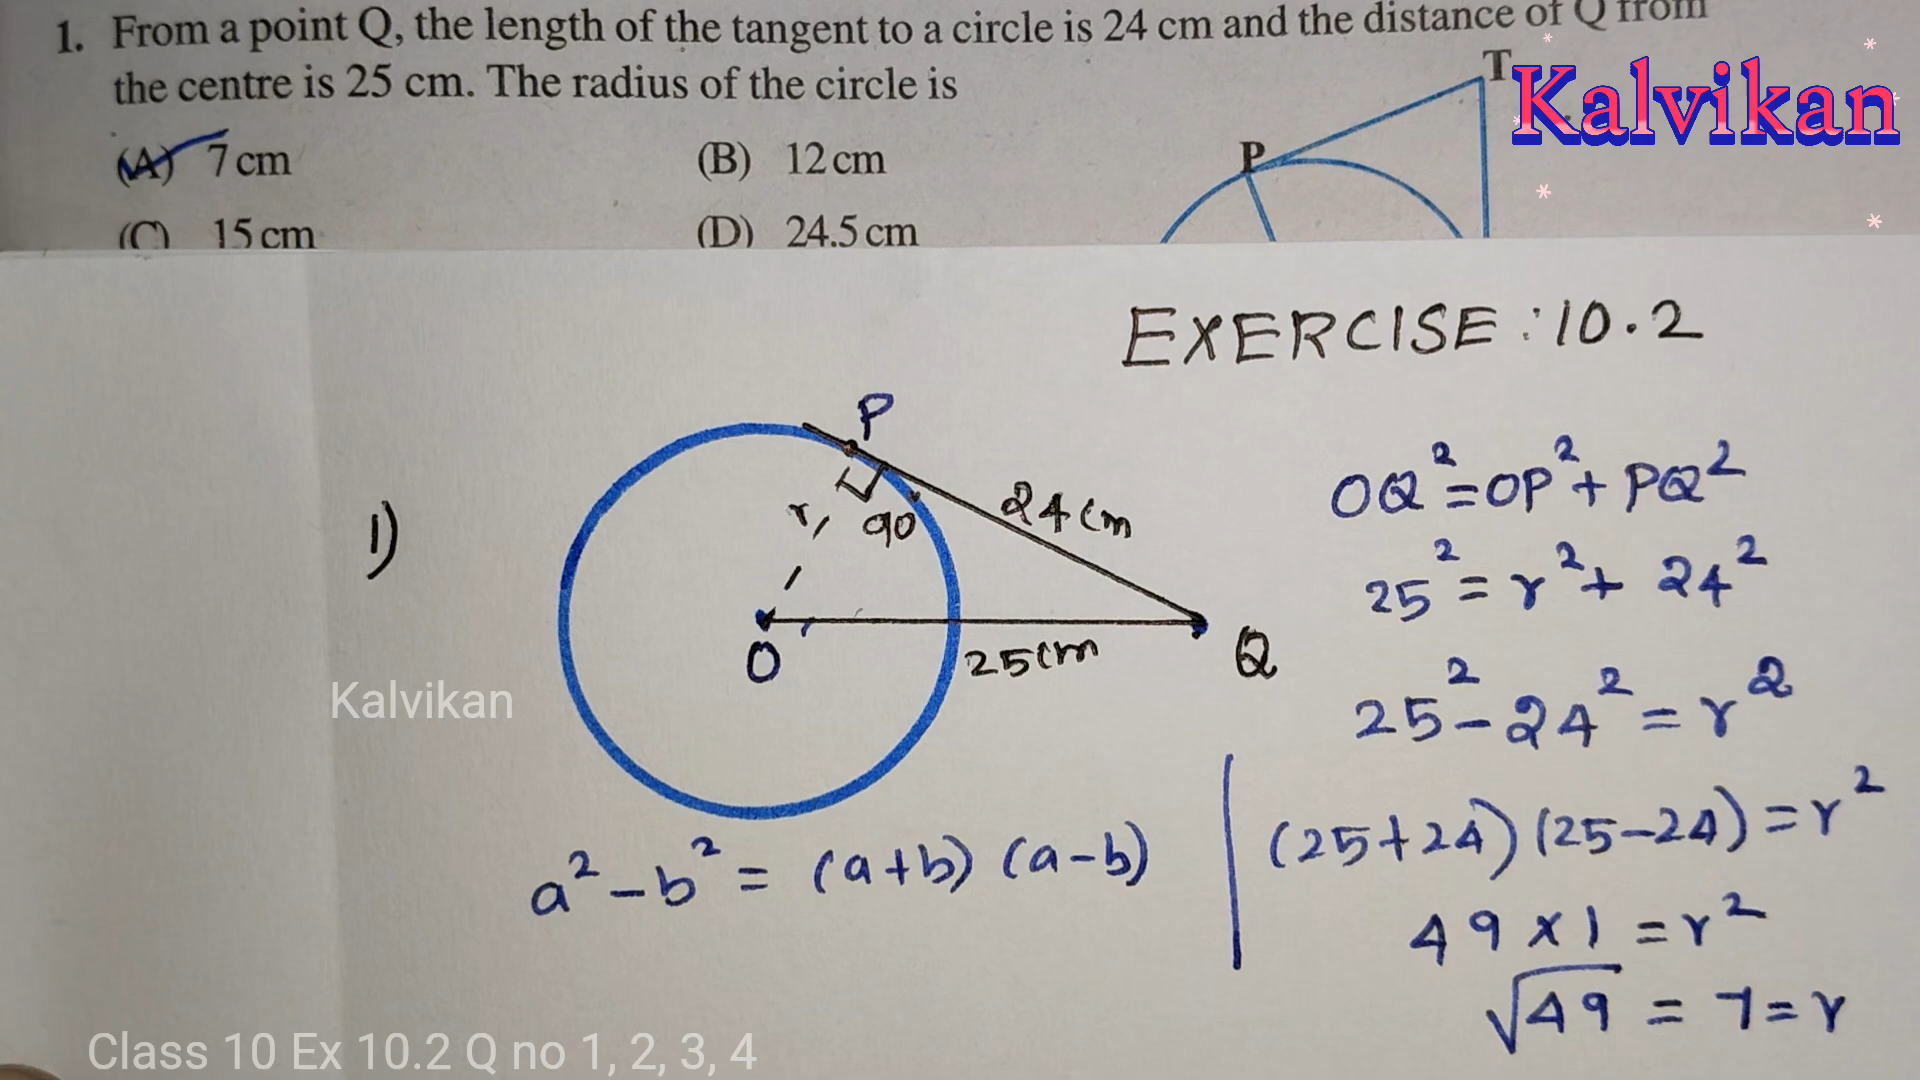 1. From a point Q, the length of the tangent to a circle is 24 cm and the distance of Q from
the centre is 25 cm. The radius of the circle is
(A) 7 cm
(B) 12 cm
(C) 15 cm
(D) 24.5 cm
T
P
Kalvikan
EXERCISE : 10.2
1)
P
r
90
24 cm
O
25 cm
Q
Kalvikan
OQ² = OP² + PQ²
25² = r² + 24²
25² - 24² = r²
a² - b² = (a+b) (a-b)
(25+24) (25-24) = r²
49 x 1 = r²
√49 = 7 = r
Class 10 Ex 10.2 Q no 1, 2, 3, 4